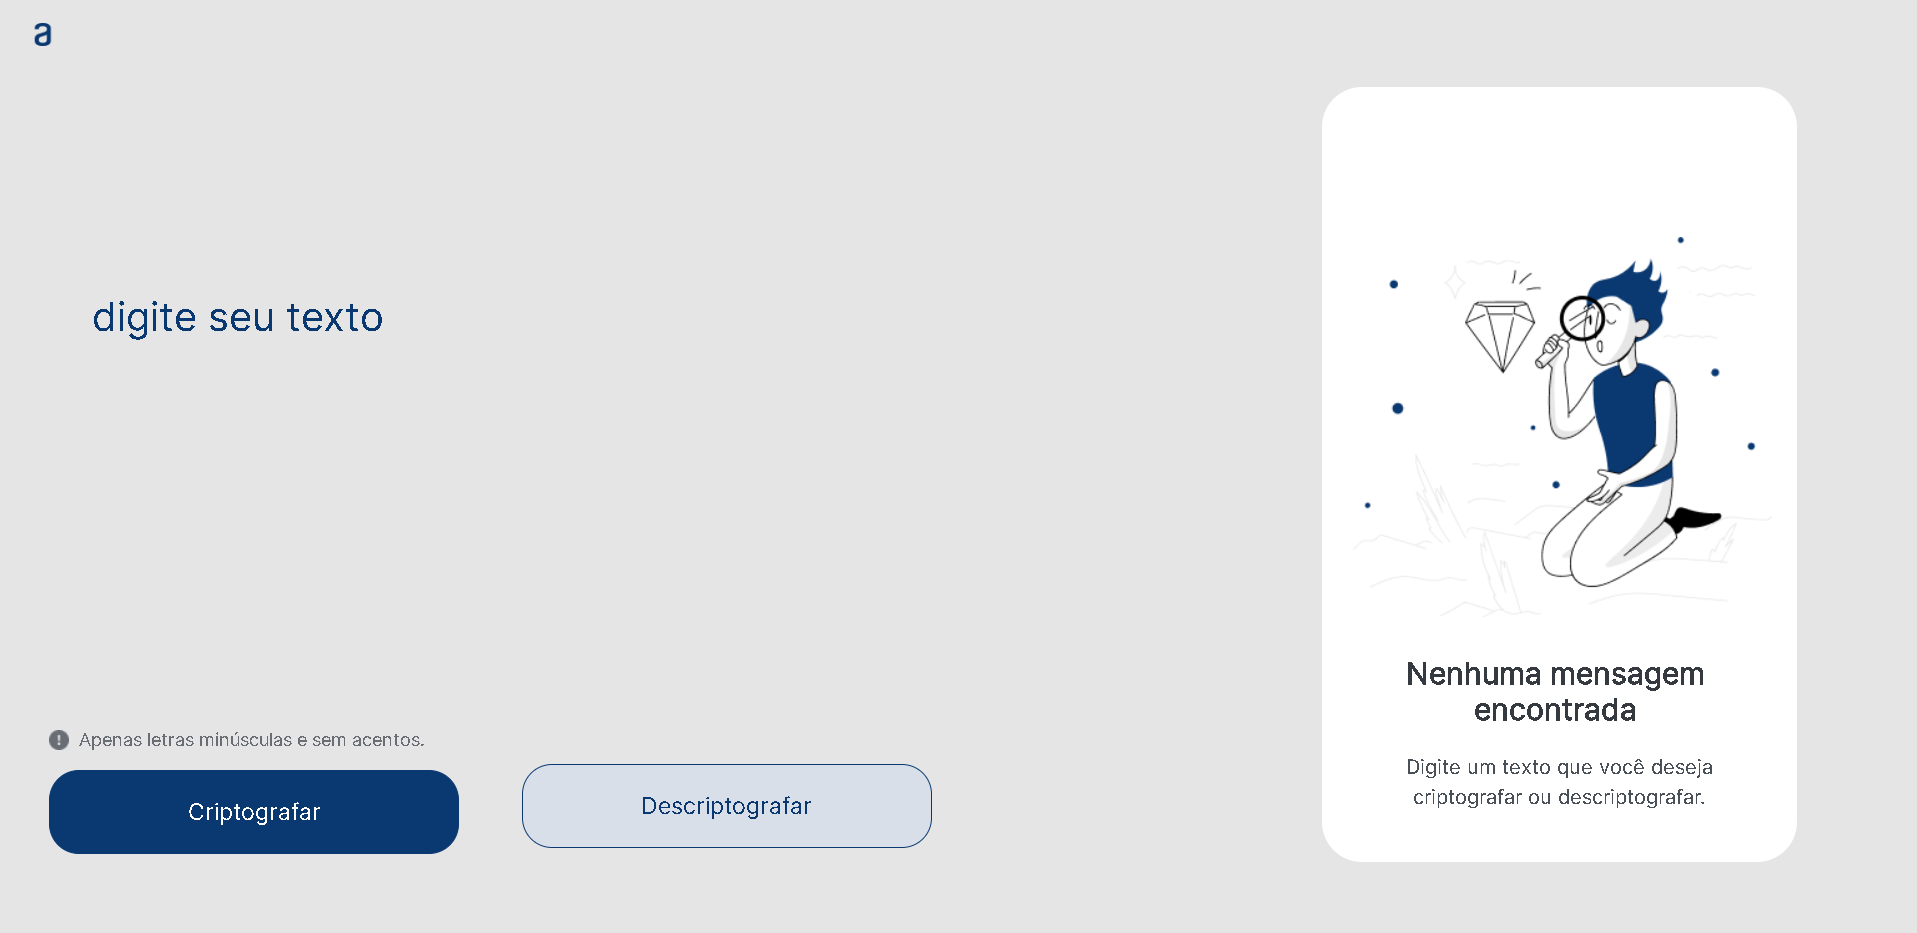 a
digite seu texto
Apenas letras minúsculas e sem acentos.
Criptografar
Descriptografar
Nenhuma mensagem
encontrada
Digite um texto que você deseja
criptografar ou descriptografar.